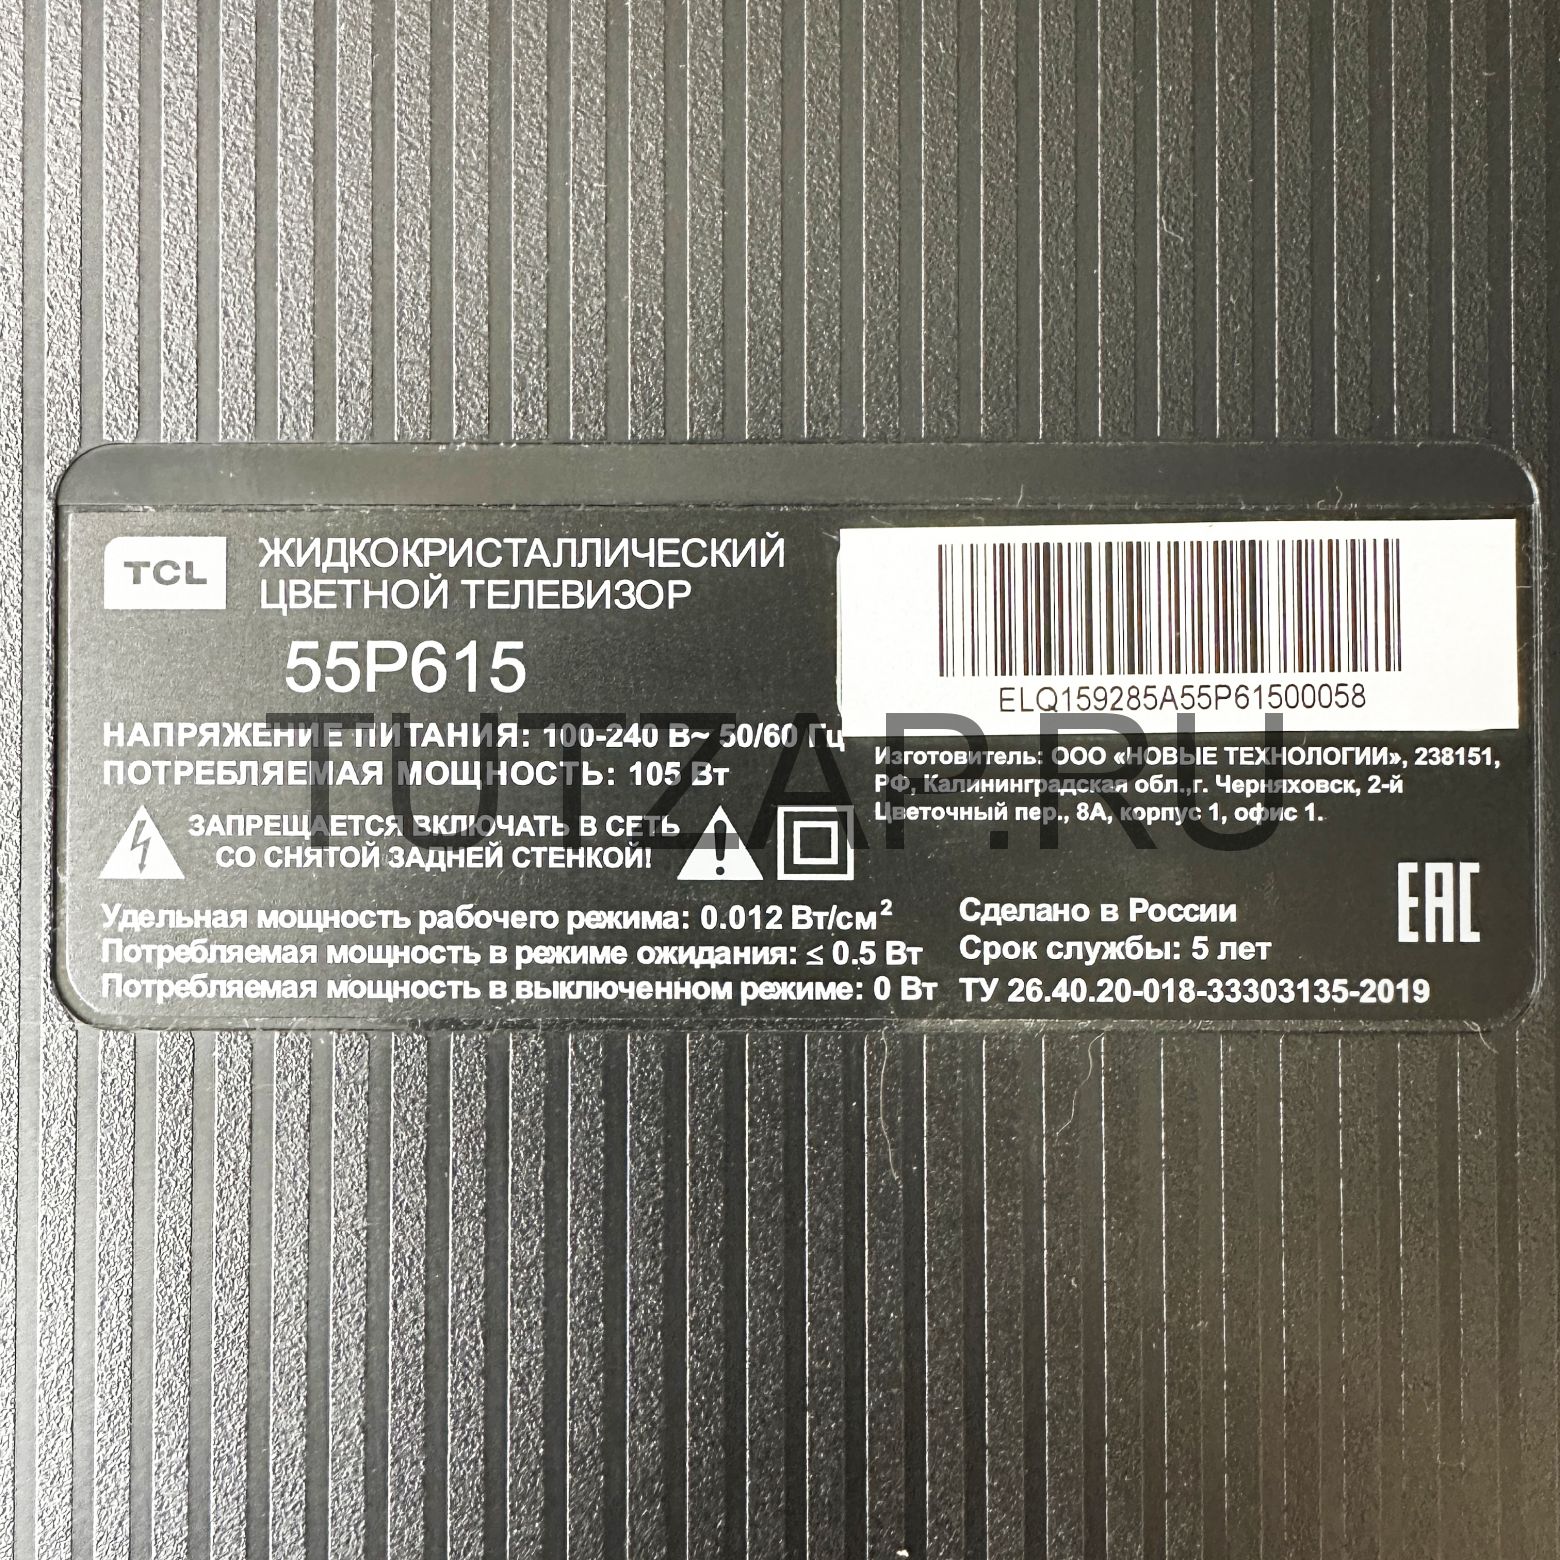 TCL
ЖИДКОКРИСТАЛЛИЧЕСКИЙ
ЦВЕТНОЙ ТЕЛЕВИЗОР
55P615
НАПРЯЖЕНИЕ ПИТАНИЯ: 100-240 В~ 50/60 Гц
ПОТРЕБЛЯЕМАЯ МОЩНОСТЬ: 105 Вт
ЗАПРЕЩАЕТСЯ ВКЛЮЧАТЬ В СЕТЬ
СО СНЯТОЙ ЗАДНЕЙ СТЕНКОЙ!
Удельная мощность рабочего режима: 0.012 Вт/см²
Потребляемая мощность в режиме ожидания: ≤ 0.5 Вт
Потребляемая мощность в выключенном режиме: 0 Вт
ELQ159285A55P61500058
Изготовитель: ООО «НОВЫЕ ТЕХНОЛОГИИ», 238151,
РФ, Калининградская обл.,г. Черняховск, 2-й
Цветочный пер., 8А, корпус 1, офис 1.
EAC
Сделано в России
Срок службы: 5 лет
ТУ 26.40.20-018-33303135-2019
TUTZAP.RU